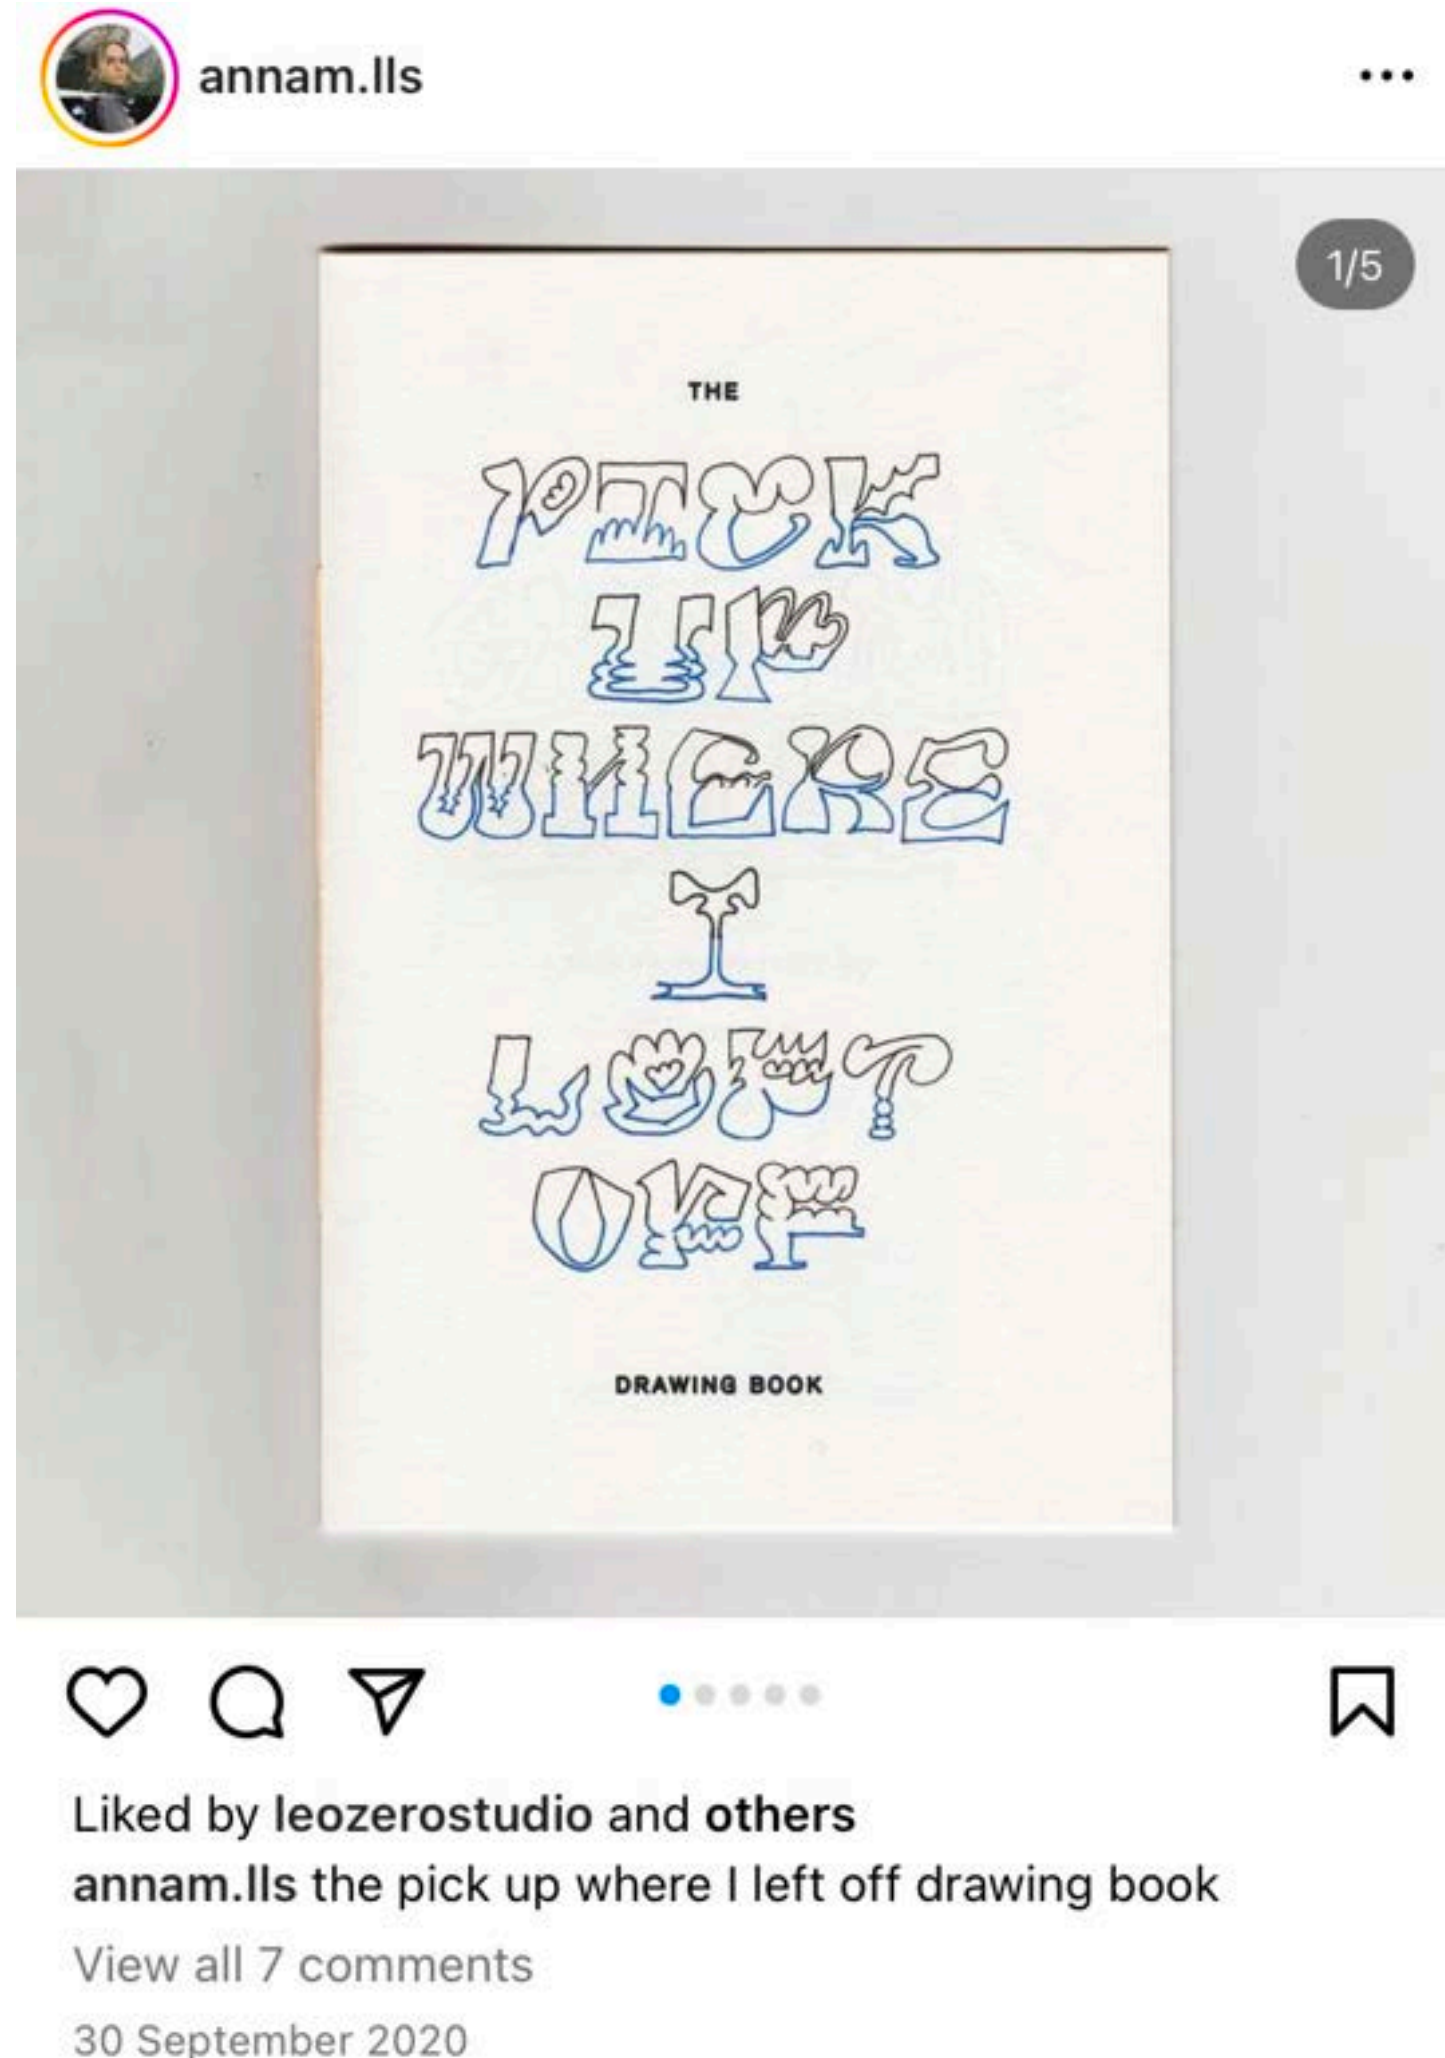 annam.lls
1/5
THE
PICK
UP
WHERE
I
LEFT
OFF
DRAWING BOOK
Liked by leozerostudio and others
annam.lls the pick up where I left off drawing book
View all 7 comments
30 September 2020